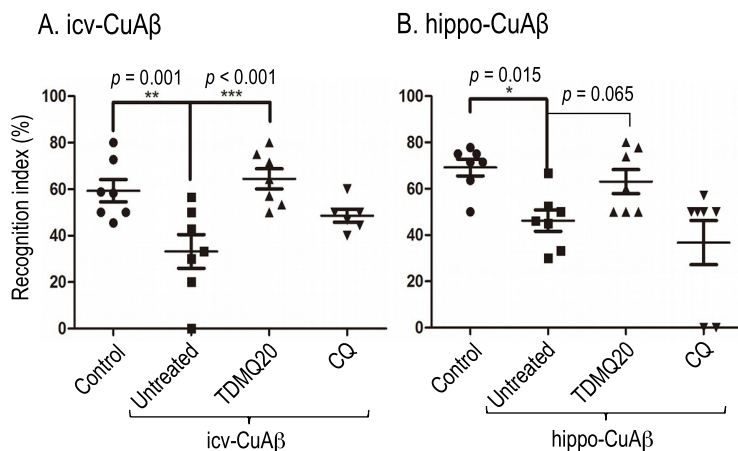 A. icv-CuAβ
p = 0.001 p < 0.001
** ***
Recognition index (%)
100
80
60
40
20
0
Control
Untreated
TDMQ20
CQ
icv-CuAβ
B. hippo-CuAβ
p = 0.015
*
p = 0.065
100
80
60
40
20
0
Control
Untreated
TDMQ20
CQ
hippo-CuAβ